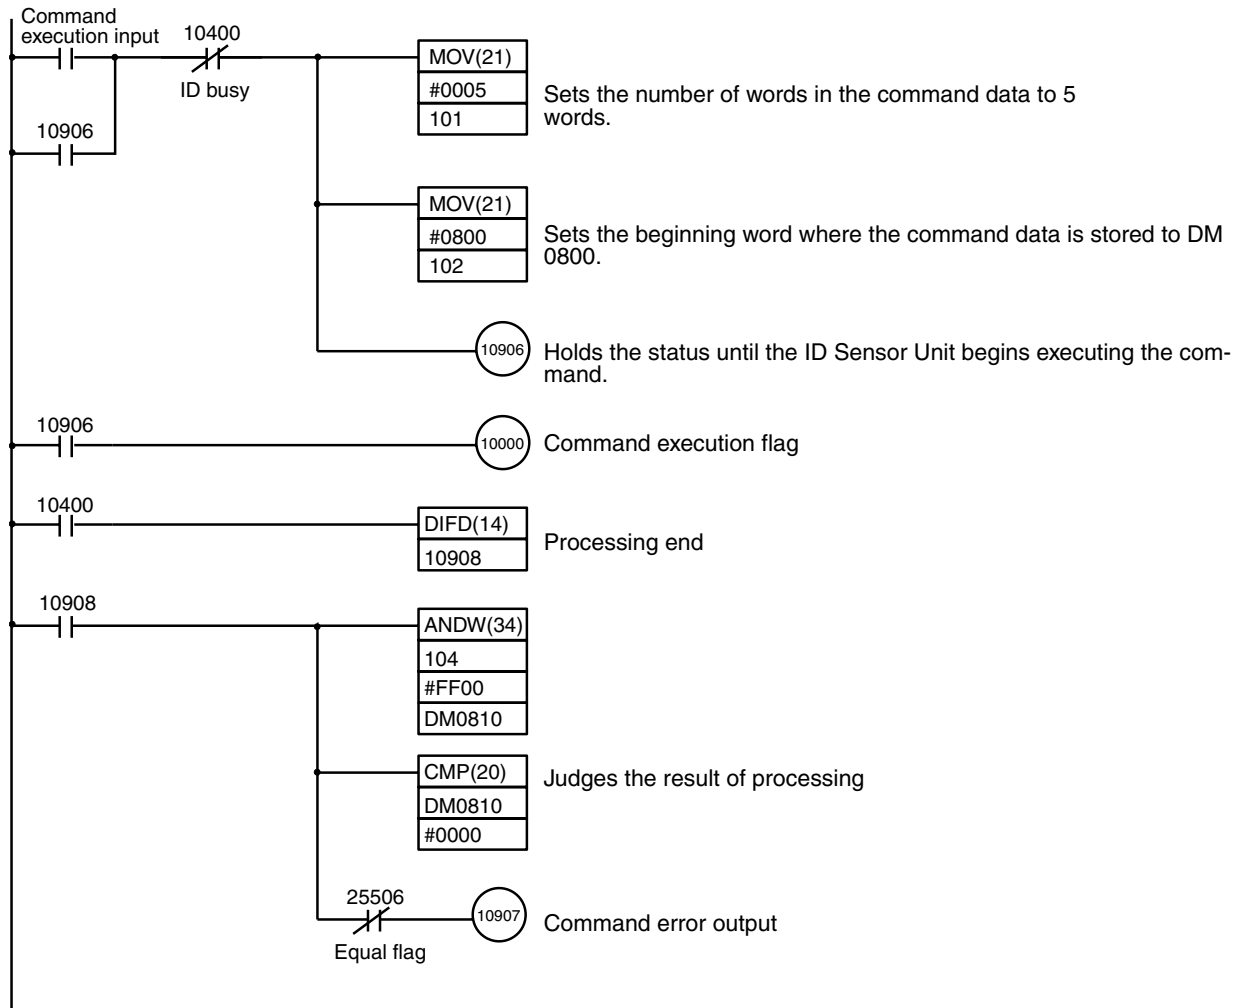 Command
execution input
10400
ID busy
MOV(21)
#0005
101
Sets the number of words in the command data to 5
words.
10906
MOV(21)
#0800
102
Sets the beginning word where the command data is stored to DM
0800.
10906
Holds the status until the ID Sensor Unit begins executing the com-
mand.
10906
10000
Command execution flag
10400
DIFD(14)
10908
Processing end
10908
ANDW(34)
104
#FF00
DM0810
CMP(20)
DM0810
#0000
Judges the result of processing
25506
Equal flag
10907
Command error output